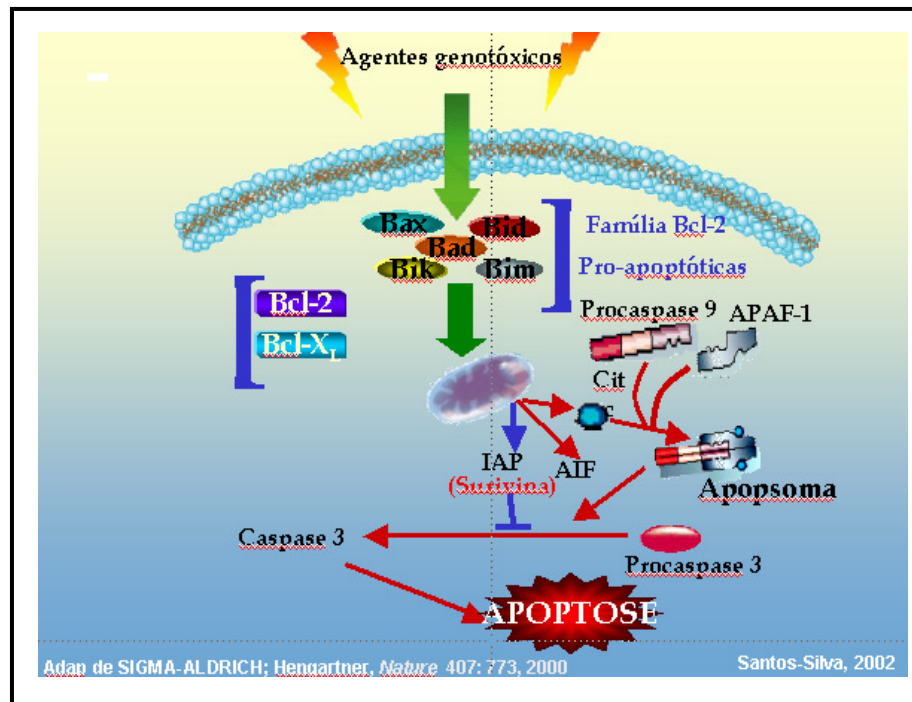 Agentes genotóxicos
Bax
Bid
Bad
Bik
Bim
Família Bcl-2
Pro-apoptóticas
Bcl-2
Bcl-XL
Procaspase 9
APAF-1
Cit
c
IAP
(Surivina)
AIF
Apopsoma
Caspase 3
Procaspase 3
APOPTOSE
Adap de SIGMA-ALDRICH; Hengartner, Nature 407: 773, 2000
Santos-Silva, 2002